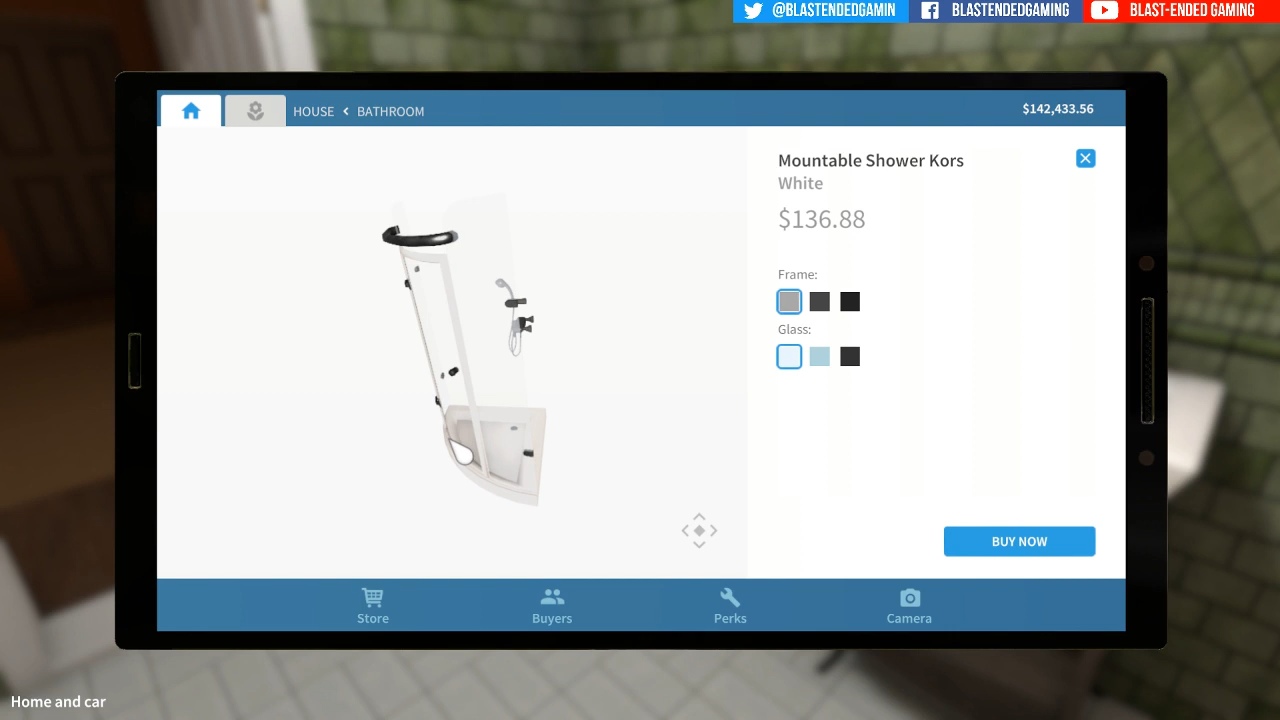 @BLASTENDEDGAMIN BLASTENDEDGAMING BLAST-ENDED GAMING
HOUSE < BATHROOM $142,433.56
Mountable Shower Kors
White
$136.88
Frame:
Glass:
BUY NOW
Store Buyers Perks Camera
Home and car